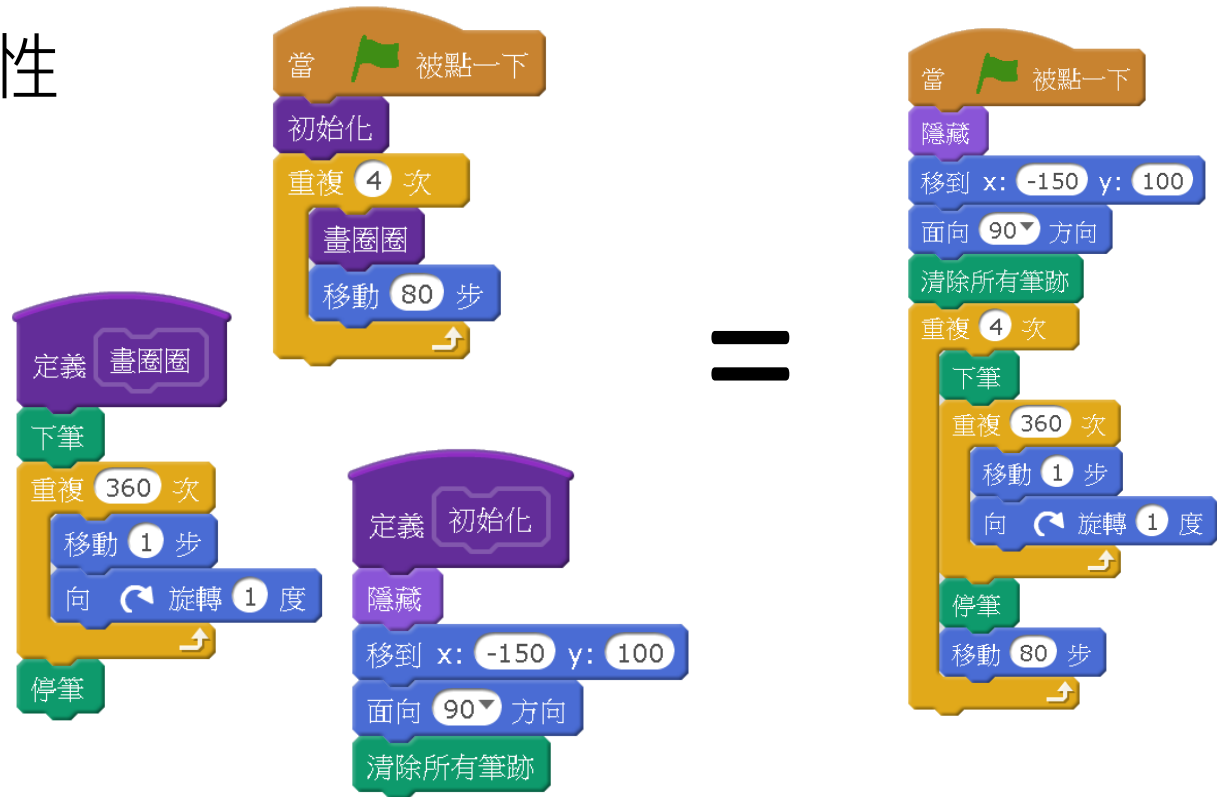 性
當 被點一下
初始化
重複 4 次
畫圈圈
移動 80 步
定義 畫圈圈
下筆
重複 360 次
移動 1 步
向 旋轉 1 度
停筆
定義 初始化
隱藏
移到 x: -150 y: 100
面向 90 方向
清除所有筆跡
=
當 被點一下
隱藏
移到 x: -150 y: 100
面向 90 方向
清除所有筆跡
重複 4 次
下筆
重複 360 次
移動 1 步
向 旋轉 1 度
停筆
移動 80 步